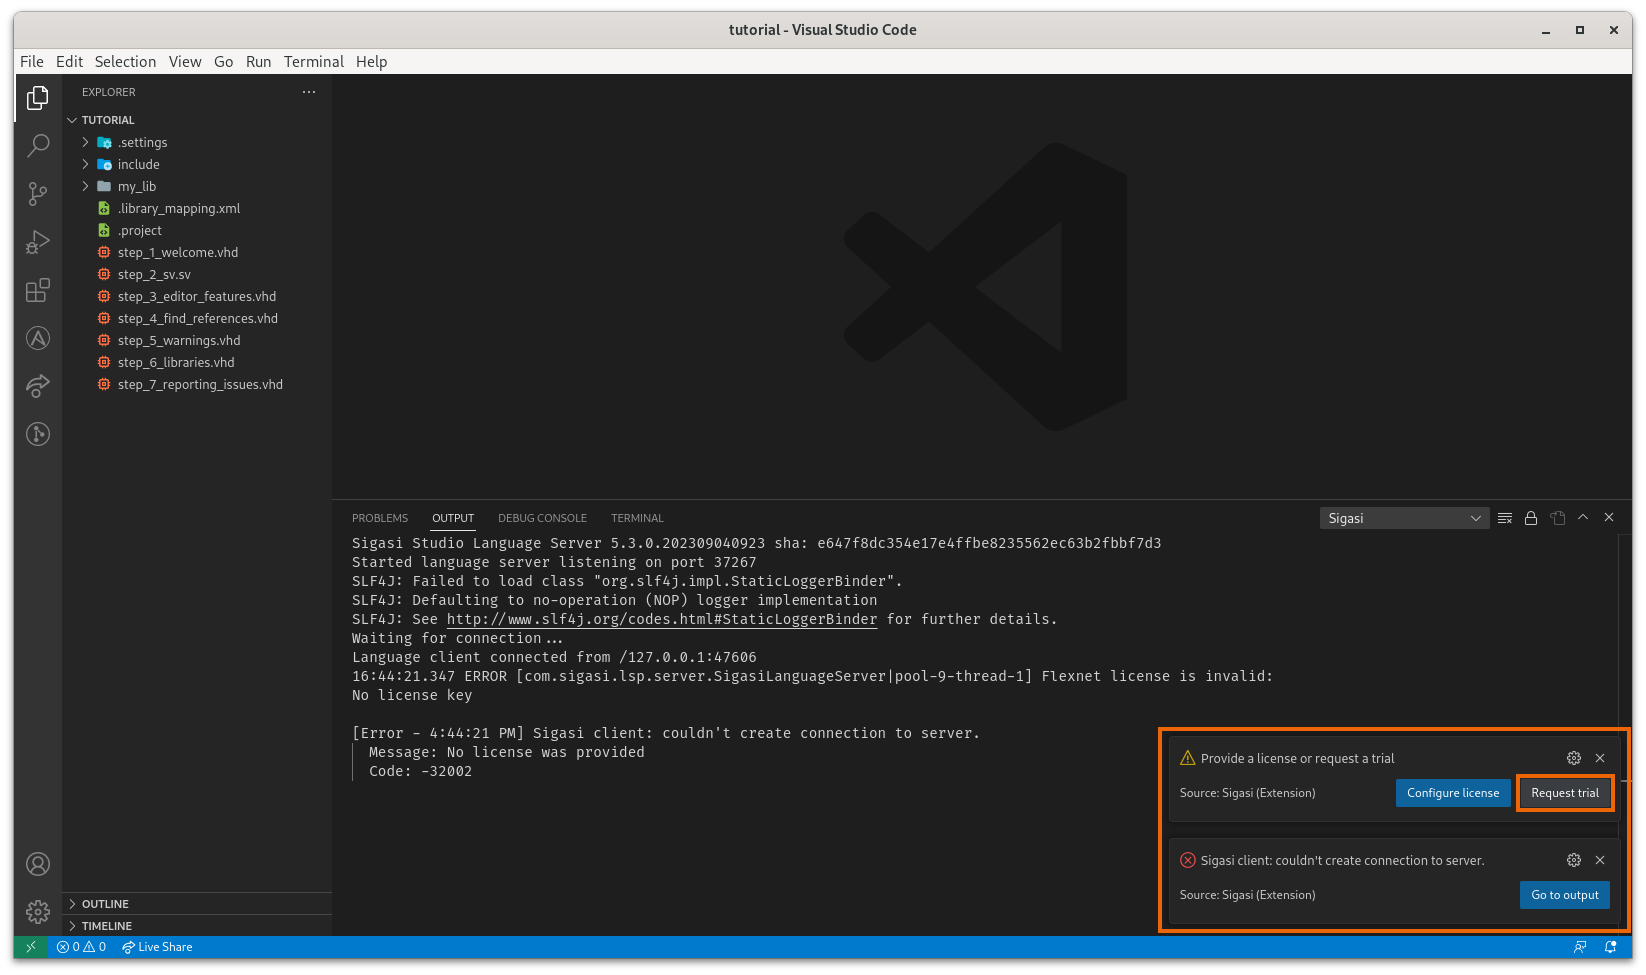 tutorial - Visual Studio Code
File Edit Selection View Go Run Terminal Help
EXPLORER
TUTORIAL
.settings
include
my_lib
.library_mapping.xml
.project
step_1_welcome.vhd
step_2_sv.sv
step_3_editor_features.vhd
step_4_find_references.vhd
step_5_warnings.vhd
step_6_libraries.vhd
step_7_reporting_issues.vhd
OUTLINE
TIMELINE
PROBLEMS OUTPUT DEBUG CONSOLE TERMINAL Sigasi
Sigasi Studio Language Server 5.3.0.202309040923 sha: e647f8dc354e17e4ffbe8235562ec63b2fbbf7d3
Started language server listening on port 37267
SLF4J: Failed to load class "org.slf4j.impl.StaticLoggerBinder".
SLF4J: Defaulting to no-operation (NOP) logger implementation
SLF4J: See http://www.slf4j.org/codes.html#StaticLoggerBinder for further details.
Waiting for connection...
Language client connected from /127.0.0.1:47606
16:44:21.347 ERROR [com.sigasi.lsp.server.SigasiLanguageServer|pool-9-thread-1] Flexnet license is invalid:
No license key
[Error - 4:44:21 PM] Sigasi client: couldn't create connection to server.
Message: No license was provided
Code: -32002
Provide a license or request a trial
Source: Sigasi (Extension) Configure license Request trial
Sigasi client: couldn't create connection to server.
Source: Sigasi (Extension) Go to output
0 0 Live Share